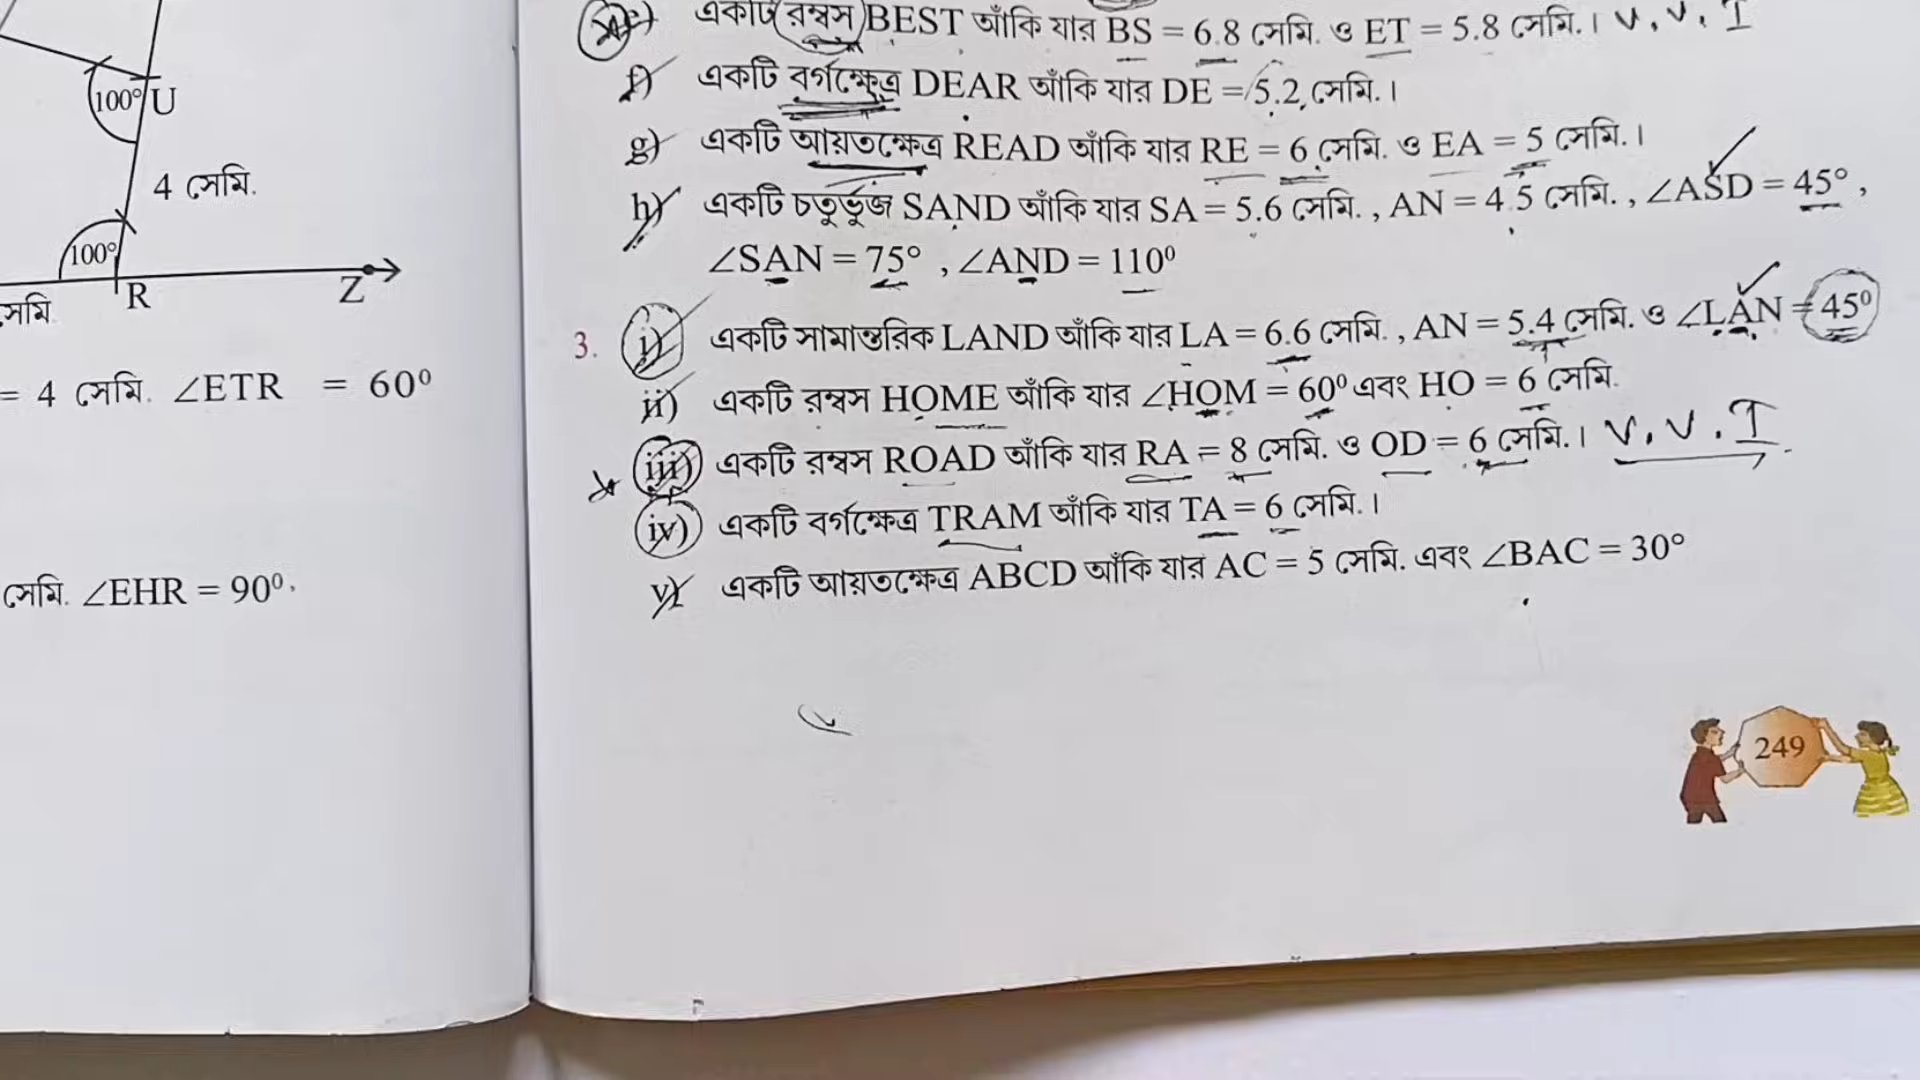 100° U
4 সেমি.
100°
R Z
সেমি
= 4 সেমি. ∠ETR = 60⁰
সেমি. ∠EHR = 90⁰.
একটি রম্বস BEST আঁকি যার BS = 6.8 সেমি. ও ET = 5.8 সেমি.। V. V. I
f) একটি বর্গক্ষেত্র DEAR আঁকি যার DE = 5.2 সেমি.।
g) একটি আয়তক্ষেত্র READ আঁকি যার RE = 6 সেমি. ও EA = 5 সেমি.।
h) একটি চতুর্ভুজ SAND আঁকি যার SA = 5.6 সেমি. , AN = 4.5 সেমি. , ∠ASD = 45° ,
∠SAN = 75° , ∠AND = 110⁰
3. i) একটি সামান্তরিক LAND আঁকি যার LA = 6.6 সেমি. , AN = 5.4 সেমি. ও ∠LAN = 45⁰
ii) একটি রম্বস HOME আঁকি যার ∠HOM = 60⁰ এবং HO = 6 সেমি.
iii) একটি রম্বস ROAD আঁকি যার RA = 8 সেমি. ও OD = 6 সেমি.। V. V. I
iv) একটি বর্গক্ষেত্র TRAM আঁকি যার TA = 6 সেমি.।
v) একটি আয়তক্ষেত্র ABCD আঁকি যার AC = 5 সেমি. এবং ∠BAC = 30°
249